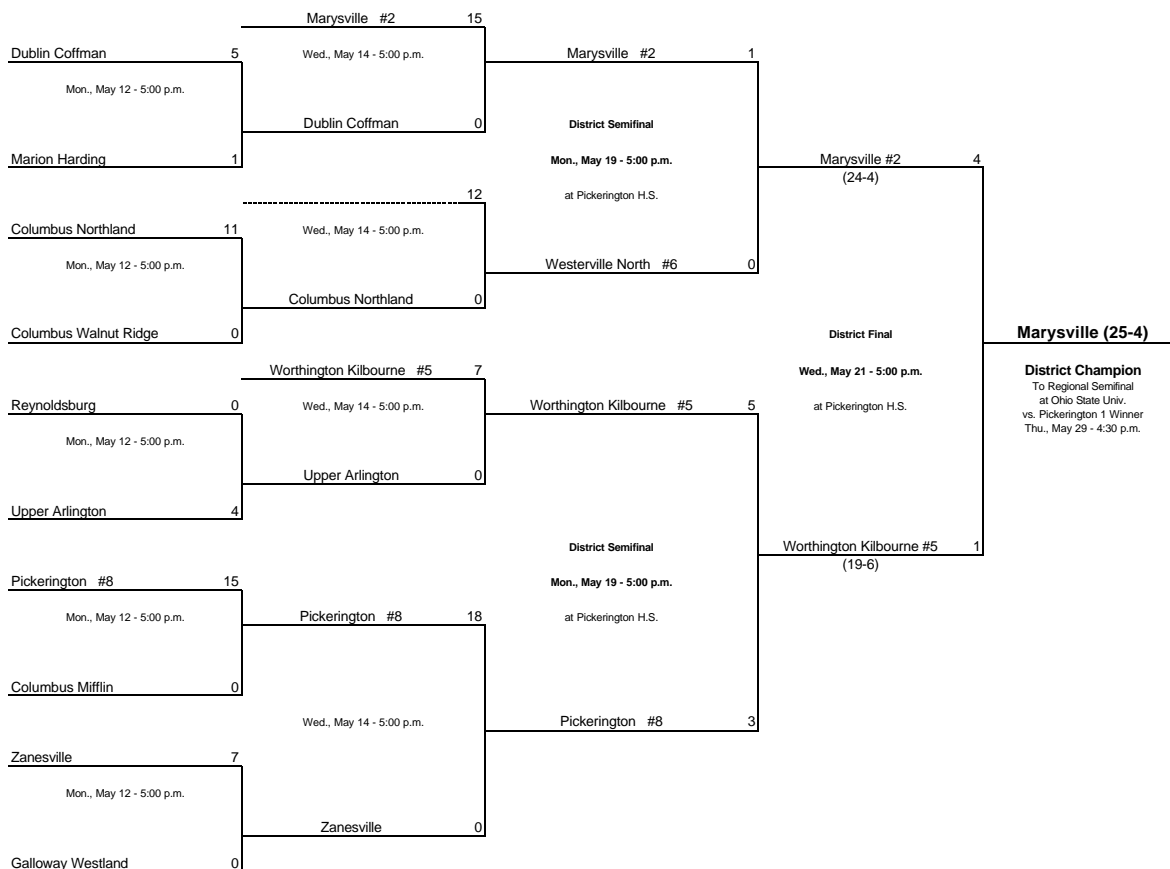 Marysville #2 15
Dublin Coffman 5
Wed., May 14 - 5:00 p.m.
Marysville #2 1
Mon., May 12 - 5:00 p.m.
Dublin Coffman 0
District Semifinal
Marion Harding 1
Mon., May 19 - 5:00 p.m.
Marysville #2 4
(24-4)
12
at Pickerington H.S.
Columbus Northland 11
Wed., May 14 - 5:00 p.m.
Mon., May 12 - 5:00 p.m.
Westerville North #6 0
Columbus Northland 0
Columbus Walnut Ridge 0
District Final
Marysville (25-4)
Worthington Kilbourne #5 7
Wed., May 21 - 5:00 p.m.
District Champion
To Regional Semifinal
at Ohio State Univ.
vs. Pickerington 1 Winner
Thu., May 29 - 4:30 p.m.
Reynoldsburg 0
Wed., May 14 - 5:00 p.m.
Worthington Kilbourne #5 5
at Pickerington H.S.
Mon., May 12 - 5:00 p.m.
Upper Arlington 0
Upper Arlington 4
District Semifinal
Worthington Kilbourne #5 1
(19-6)
Pickerington #8 15
Mon., May 19 - 5:00 p.m.
Mon., May 12 - 5:00 p.m.
Pickerington #8 18
at Pickerington H.S.
Columbus Mifflin 0
Wed., May 14 - 5:00 p.m.
Pickerington #8 3
Zanesville 7
Mon., May 12 - 5:00 p.m.
Zanesville 0
Galloway Westland 0